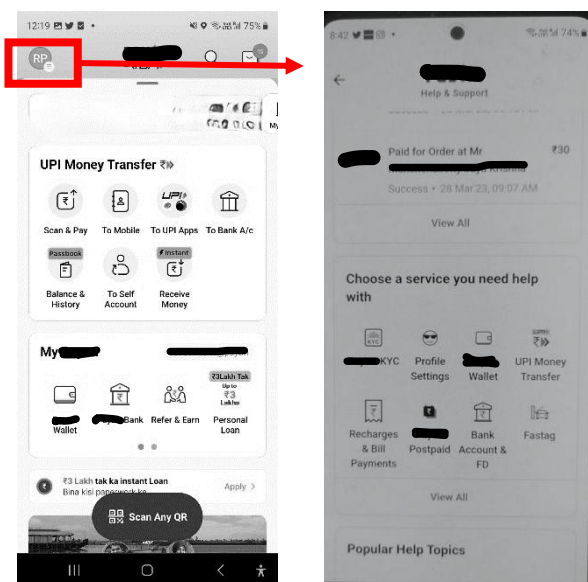 12:19
75%
RP
UPI Money Transfer ₹
Scan & Pay
To Mobile
UPI
To UPI Apps
To Bank A/c
Passbook
Instant
Balance & History
To Self Account
Receive Money
My
₹3Lakh Tak
Up to
₹3
Lakhs
Wallet
Bank
Refer & Earn
Personal Loan
₹3 Lakh tak ka instant Loan
Bina kisi paperwork ke
Apply >
Scan Any QR
8:42
74%
Help & Support
Paid for Order at Mr
₹30
Success • 28 Mar'23, 09:07 AM
View All
Choose a service you need help
with
KYC
KYC
Profile Settings
Wallet
UPI Money Transfer
Recharges & Bill Payments
Postpaid
Bank Account & FD
Fastag
View All
Popular Help Topics